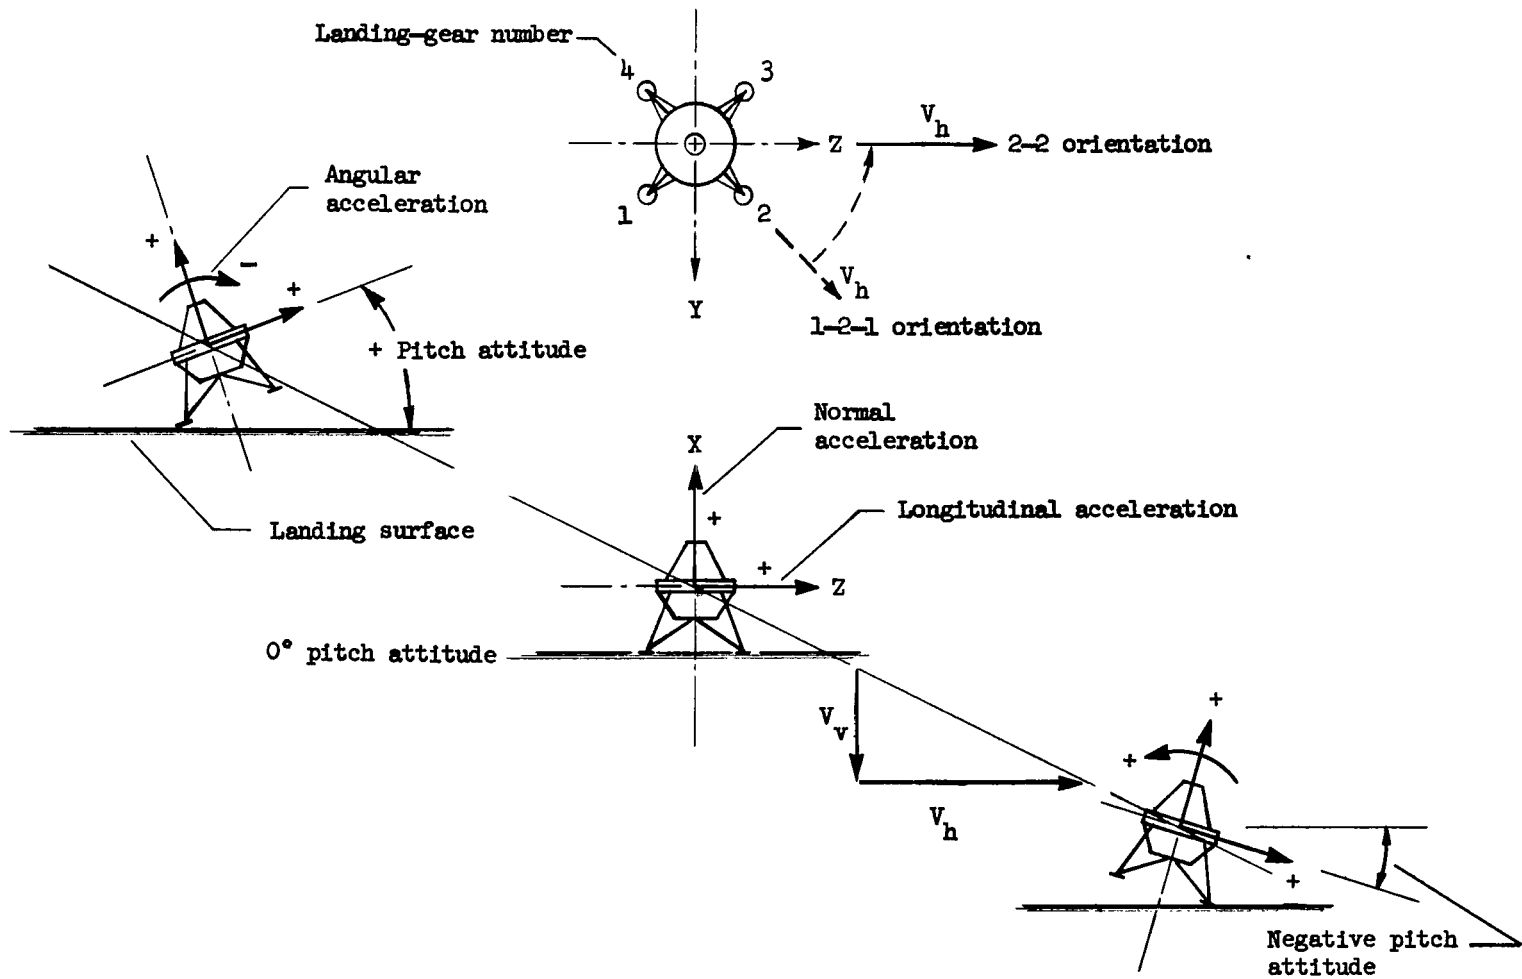 Landing-gear number
4
3
V_h
Z
2-2 orientation
1
2
V_h
Y
1-2-1 orientation
Angular
acceleration
+
-
+
+ Pitch attitude
Landing surface
Normal
acceleration
X
+
Longitudinal acceleration
+
Z
0° pitch attitude
V_v
V_h
+
+
+
Negative pitch
attitude